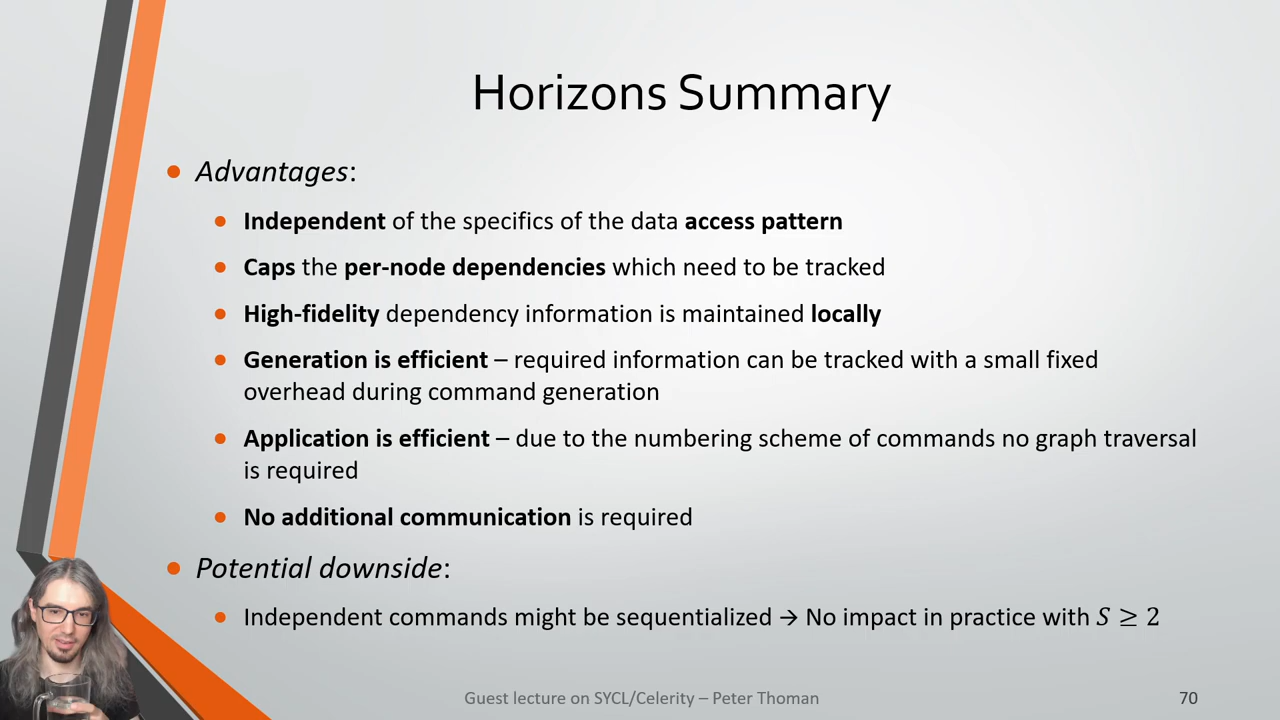 Horizons Summary
Advantages:
Independent of the specifics of the data access pattern
Caps the per-node dependencies which need to be tracked
High-fidelity dependency information is maintained locally
Generation is efficient – required information can be tracked with a small fixed
overhead during command generation
Application is efficient – due to the numbering scheme of commands no graph traversal
is required
No additional communication is required
Potential downside:
Independent commands might be sequentialized → No impact in practice with S ≥ 2
Guest lecture on SYCL/Celerity – Peter Thoman
70